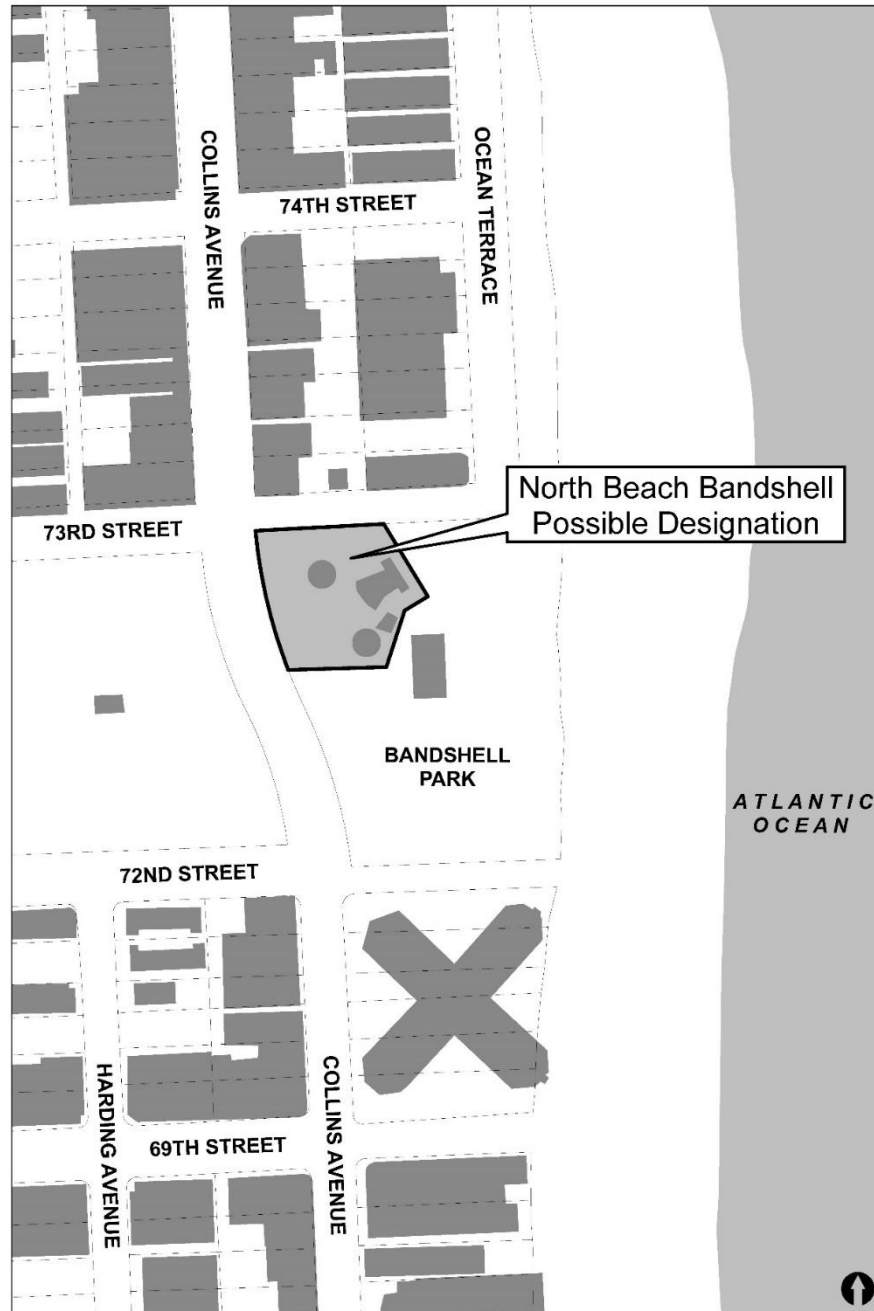 COLLINS AVENUE
OCEAN TERRACE
74TH STREET
North Beach Bandshell
Possible Designation
73RD STREET
BANDSHELL
PARK
ATLANTIC
OCEAN
72ND STREET
HARDING AVENUE
COLLINS AVENUE
69TH STREET